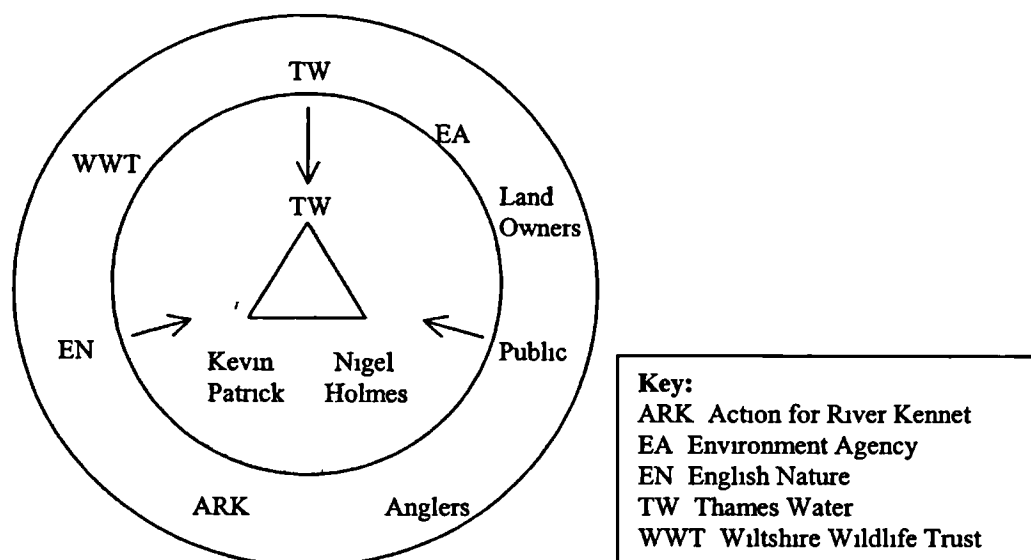 TW
EA
WWT
TW
Land
Owners
EN
Public
Kevin
Patrick
Nigel
Holmes
ARK
Anglers
Key:
ARK Action for River Kennet
EA Environment Agency
EN English Nature
TW Thames Water
WWT Wiltshire Wildlife Trust